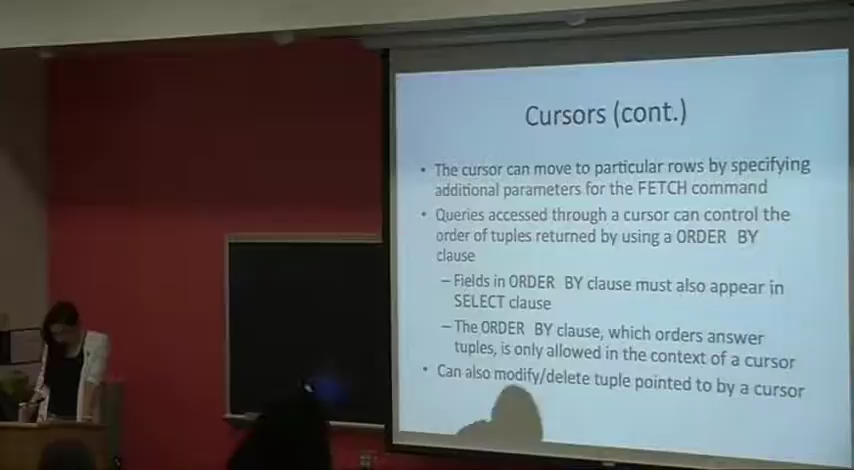 Cursors (cont.)
• The cursor can move to particular rows by specifying
additional parameters for the FETCH command
• Queries accessed through a cursor can control the
order of tuples returned by using a ORDER BY
clause
– Fields in ORDER BY clause must also appear in
SELECT clause
– The ORDER BY clause, which orders answer
tuples, is only allowed in the context of a cursor
• Can also modify/delete tuple pointed to by a cursor